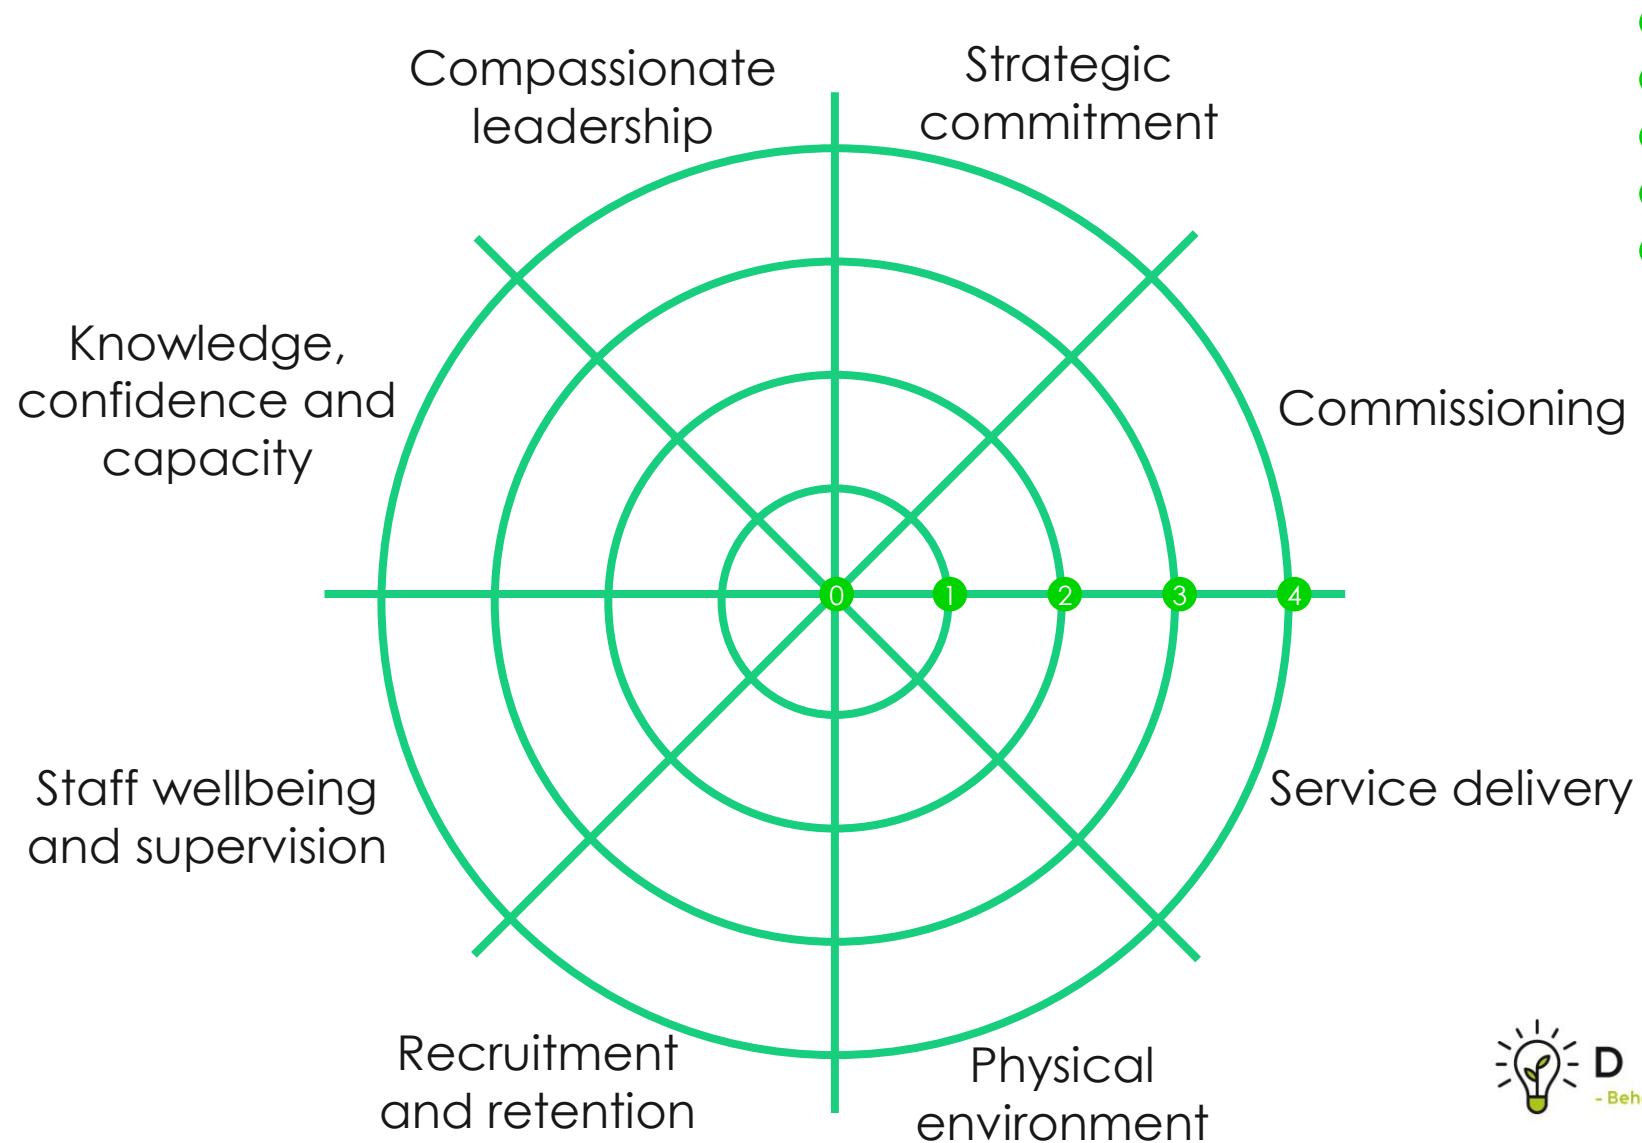 Compassionate
leadership
Strategic
commitment
Knowledge,
confidence and
capacity
Commissioning
0 1 2 3 4
Staff wellbeing
and supervision
Service delivery
Recruitment
and retention
Physical
environment
D
- Beh